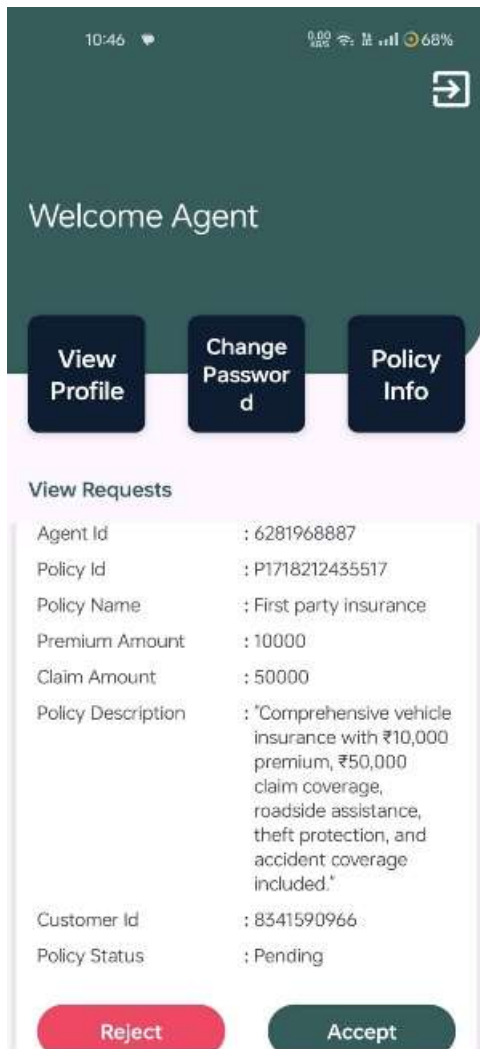 10:46
0.00 68%
Welcome Agent
View
Profile
Change
Passwor
d
Policy
Info
View Requests
Agent Id : 6281968887
Policy Id : P1718212435517
Policy Name : First party insurance
Premium Amount : 10000
Claim Amount : 50000
Policy Description : "Comprehensive vehicle
insurance with ₹10,000
premium, ₹50,000
claim coverage,
roadside assistance,
theft protection, and
accident coverage
included."
Customer Id : 8341590966
Policy Status : Pending
Reject Accept